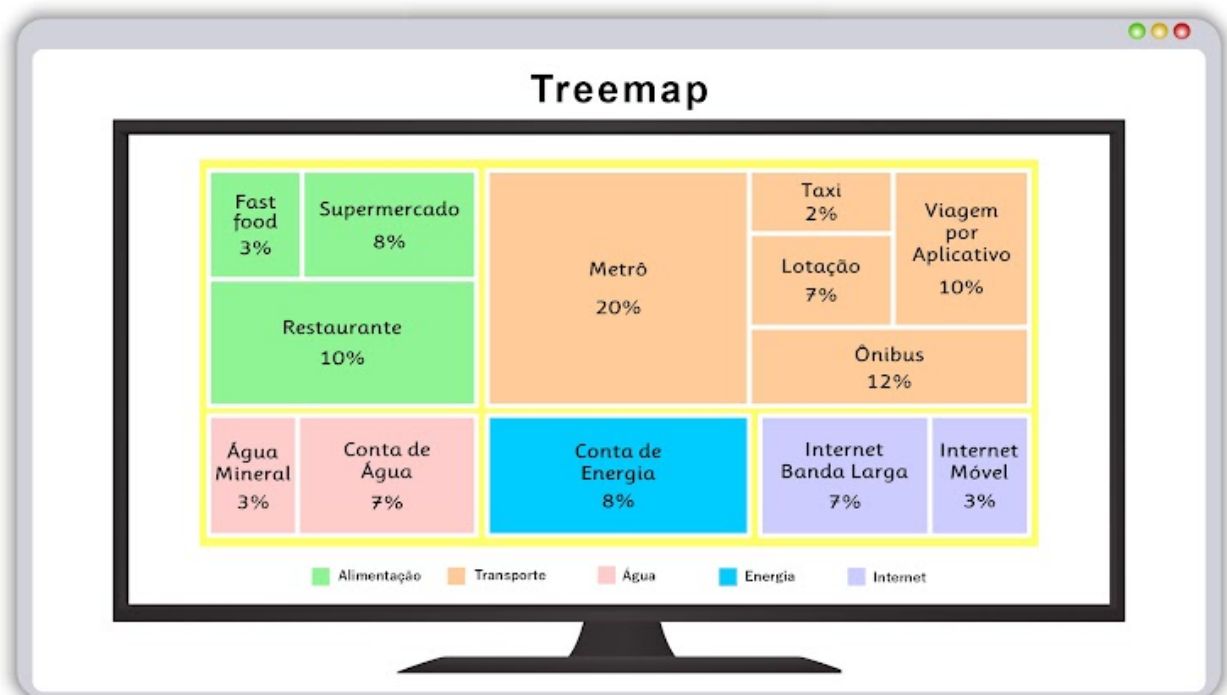 Treemap
Fast
food
3%
Supermercado
8%
Restaurante
10%
Metrô
20%
Taxi
2%
Lotação
7%
Viagem
por
Aplicativo
10%
Ônibus
12%
Água
Mineral
3%
Conta de
Água
7%
Conta de
Energia
8%
Internet
Banda Larga
7%
Internet
Móvel
3%
Alimentação
Transporte
Água
Energia
Internet